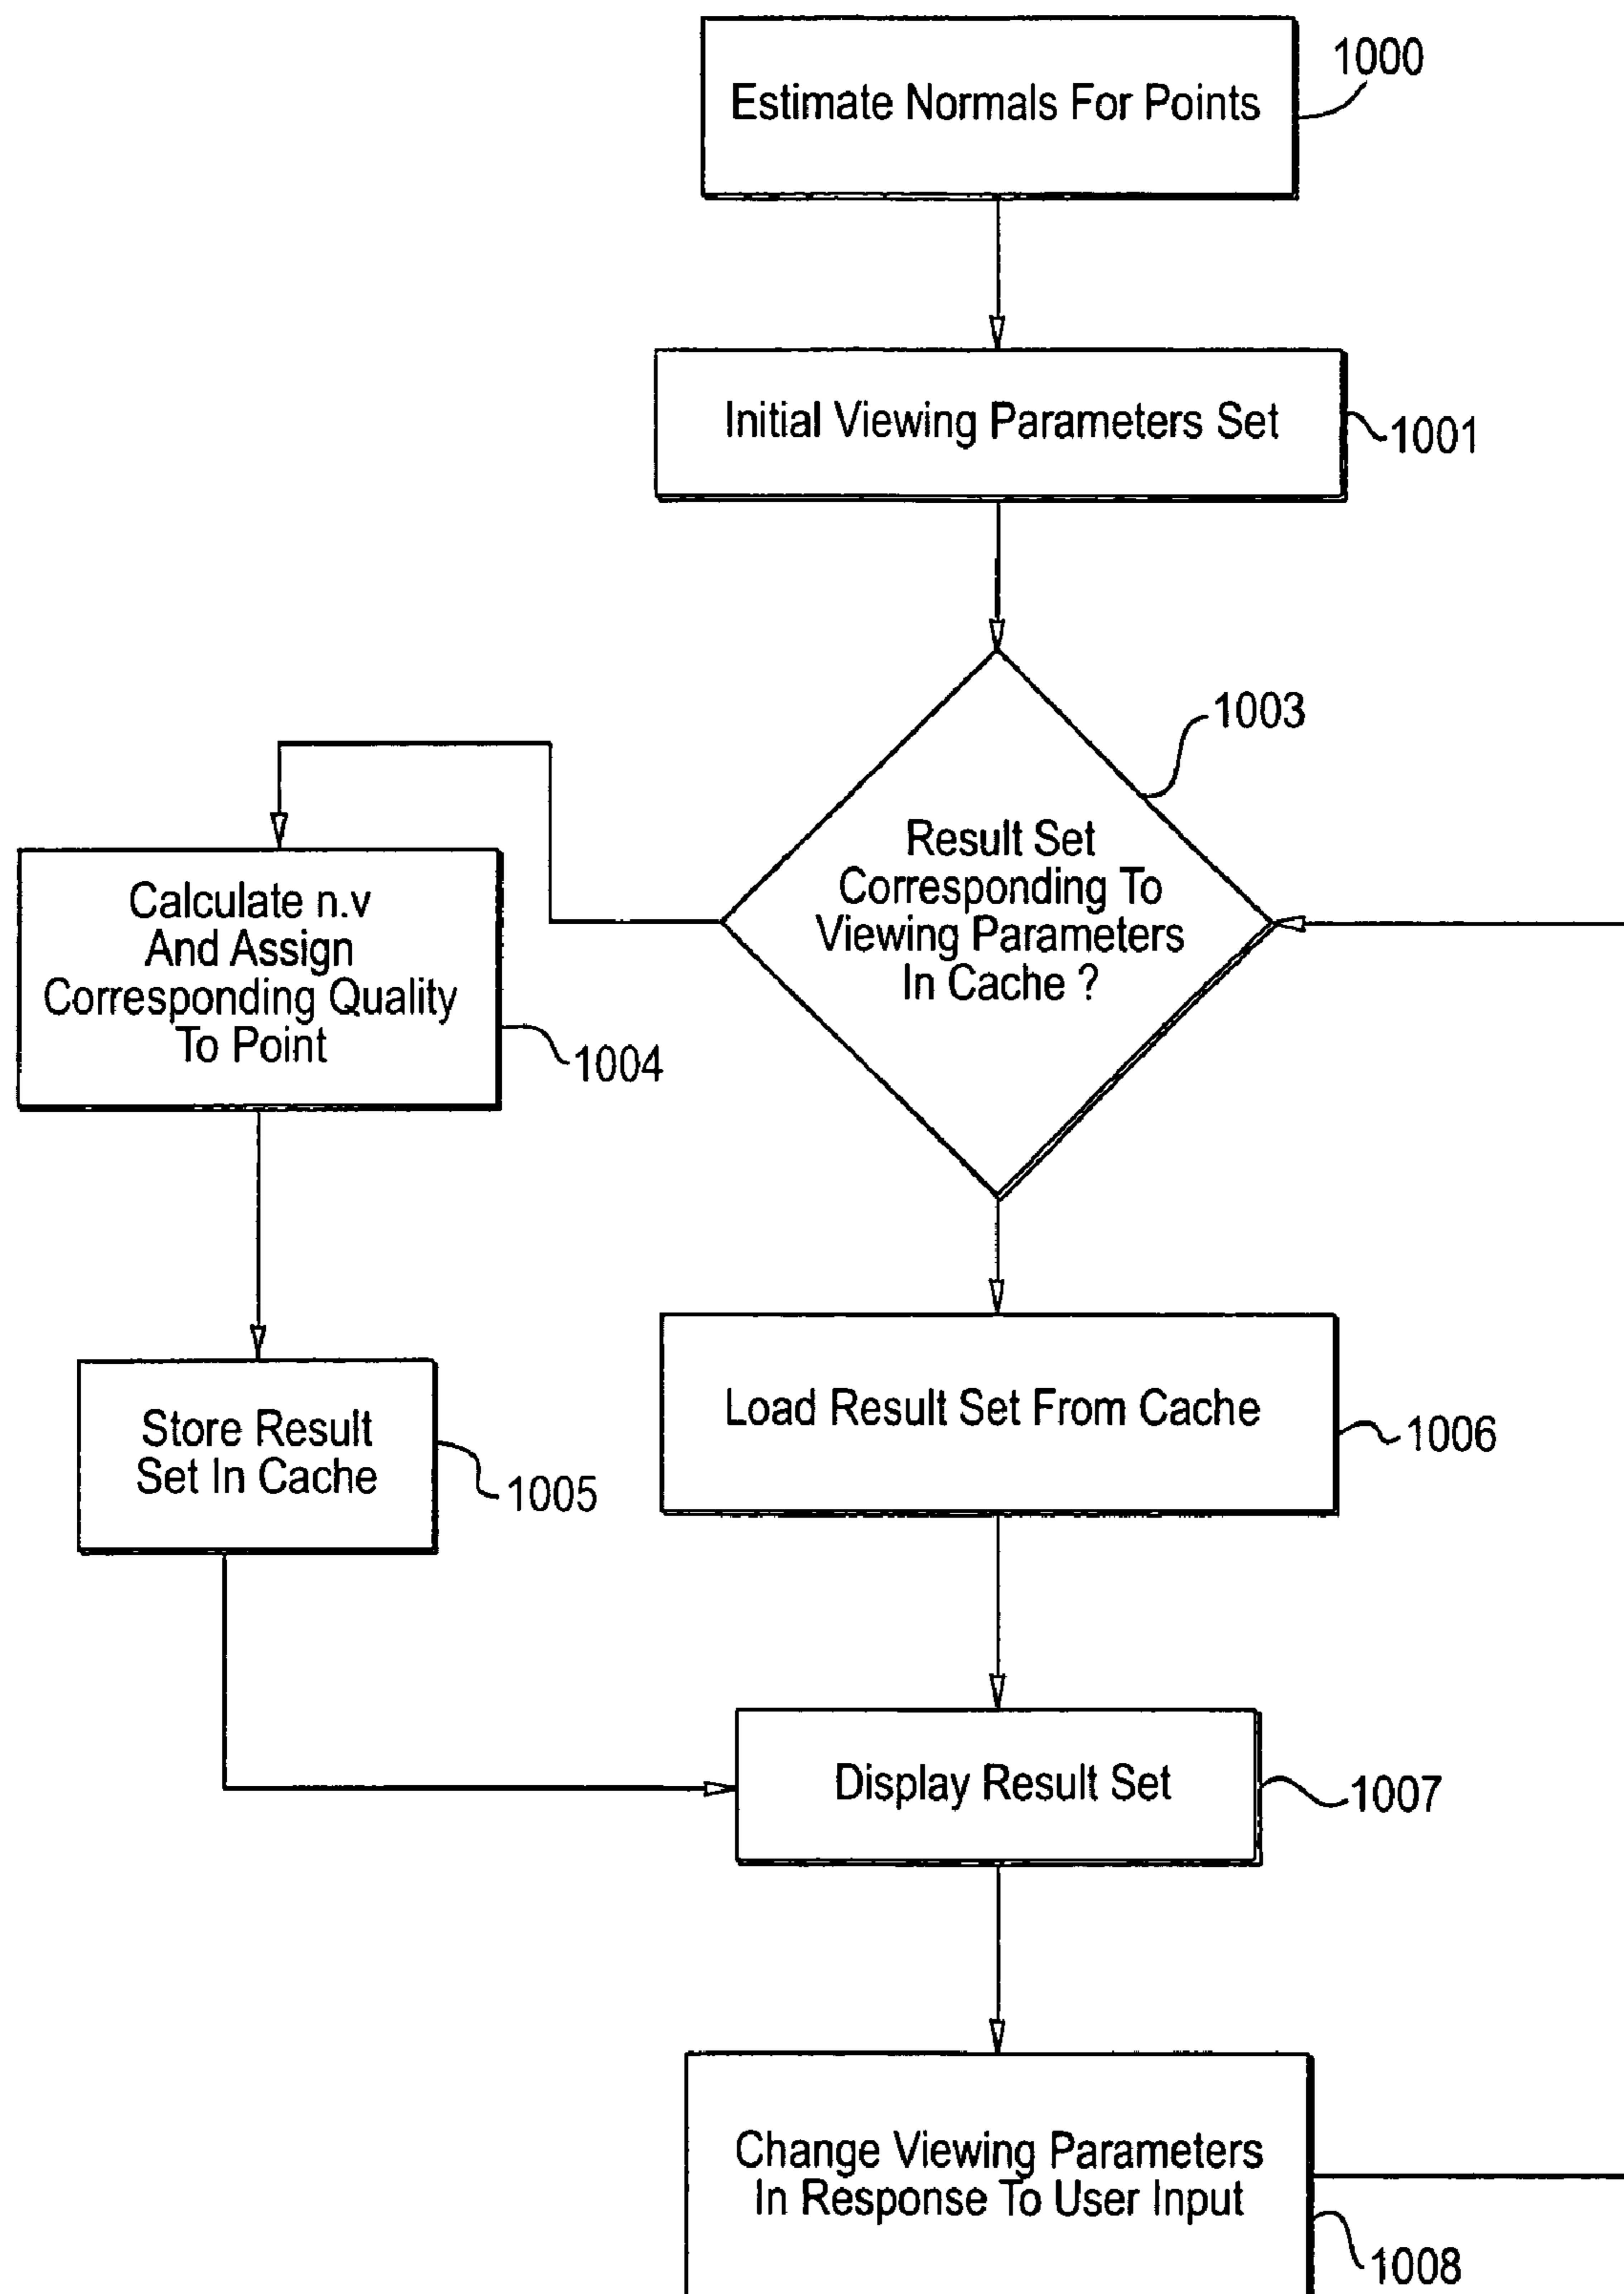 Estimate Normals For Points
1000
Initial Viewing Parameters Set
1001
1003
Result Set
Corresponding To
Viewing Parameters
In Cache ?
Calculate n.v
And Assign
Corresponding Quality
To Point
1004
Load Result Set From Cache
1006
Store Result
Set In Cache
1005
Display Result Set
1007
Change Viewing Parameters
In Response To User Input
1008